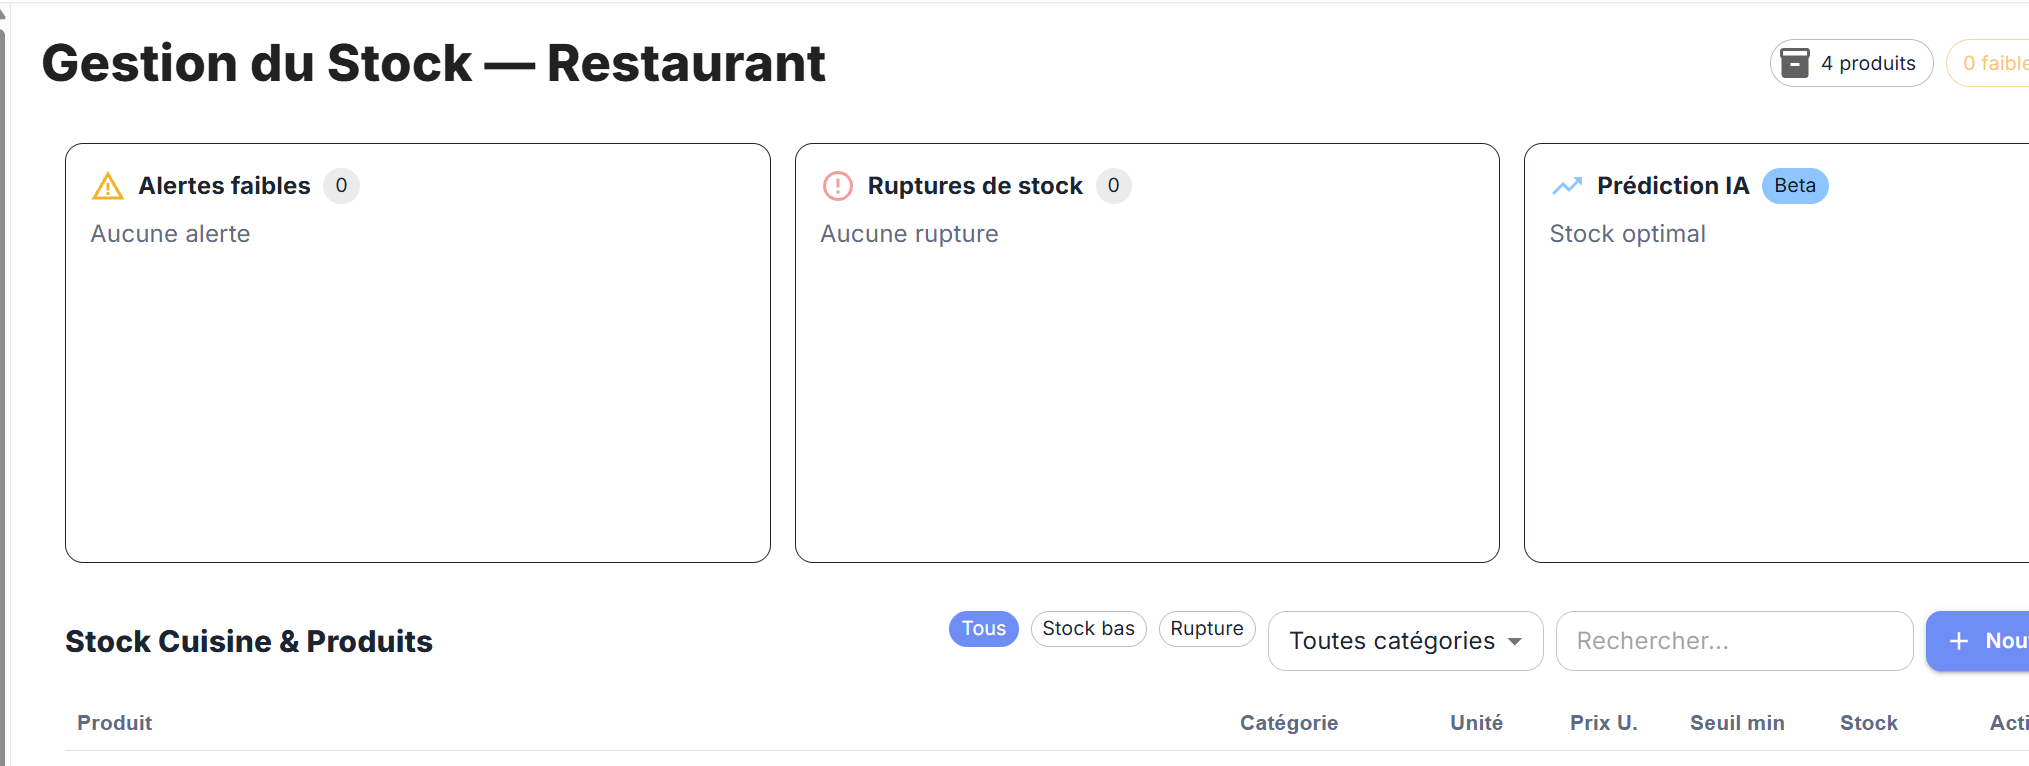 Gestion du Stock — Restaurant
4 produits
0 faible
Alertes faibles 0
Aucune alerte
Ruptures de stock 0
Aucune rupture
Prédiction IA Beta
Stock optimal
Stock Cuisine & Produits
Tous
Stock bas
Rupture
Toutes catégories
Rechercher...
+ Nou
Produit Catégorie Unité Prix U. Seuil min Stock Acti